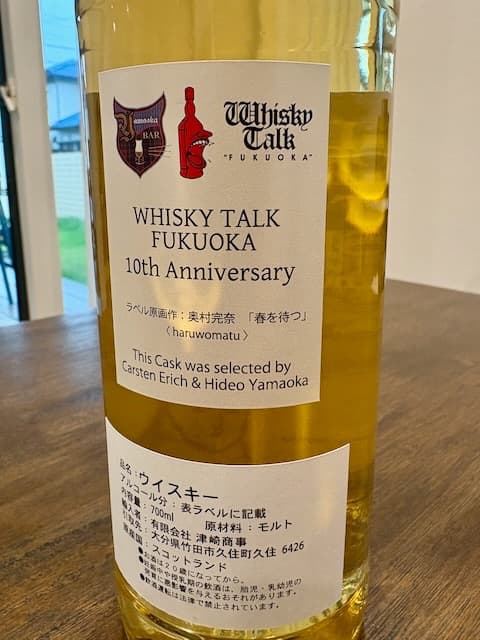 Yamaoka
BAR
Whisky
Talk
"FUKUOKA"
WHISKY TALK
FUKUOKA
10th Anniversary
ラベル原画作：奥村完奈 「春を待つ」
〈 haruwomatu 〉
This Cask was selected by
Carsten Erich & Hideo Yamaoka
品名：ウイスキー
アルコール分：表ラベルに記載
内容量：700ml 原材料：モルト
輸入者：有限会社 津崎商事
引取先：大分県竹田市久住町久住 6426
原産国：スコットランド
●お酒は20歳になってから。
●妊娠中や授乳期の飲酒は、胎児・乳幼児の
発育に悪影響を与えるおそれがあります。
●飲酒運転は法律で禁止されています。